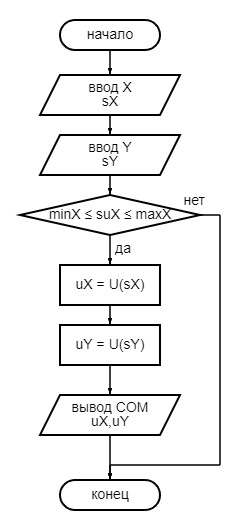 начало
ввод X
sX
ввод Y
sY
minX ≤ suX ≤ maxX
нет
да
uX = U(sX)
uY = U(sY)
вывод COM
uX,uY
конец